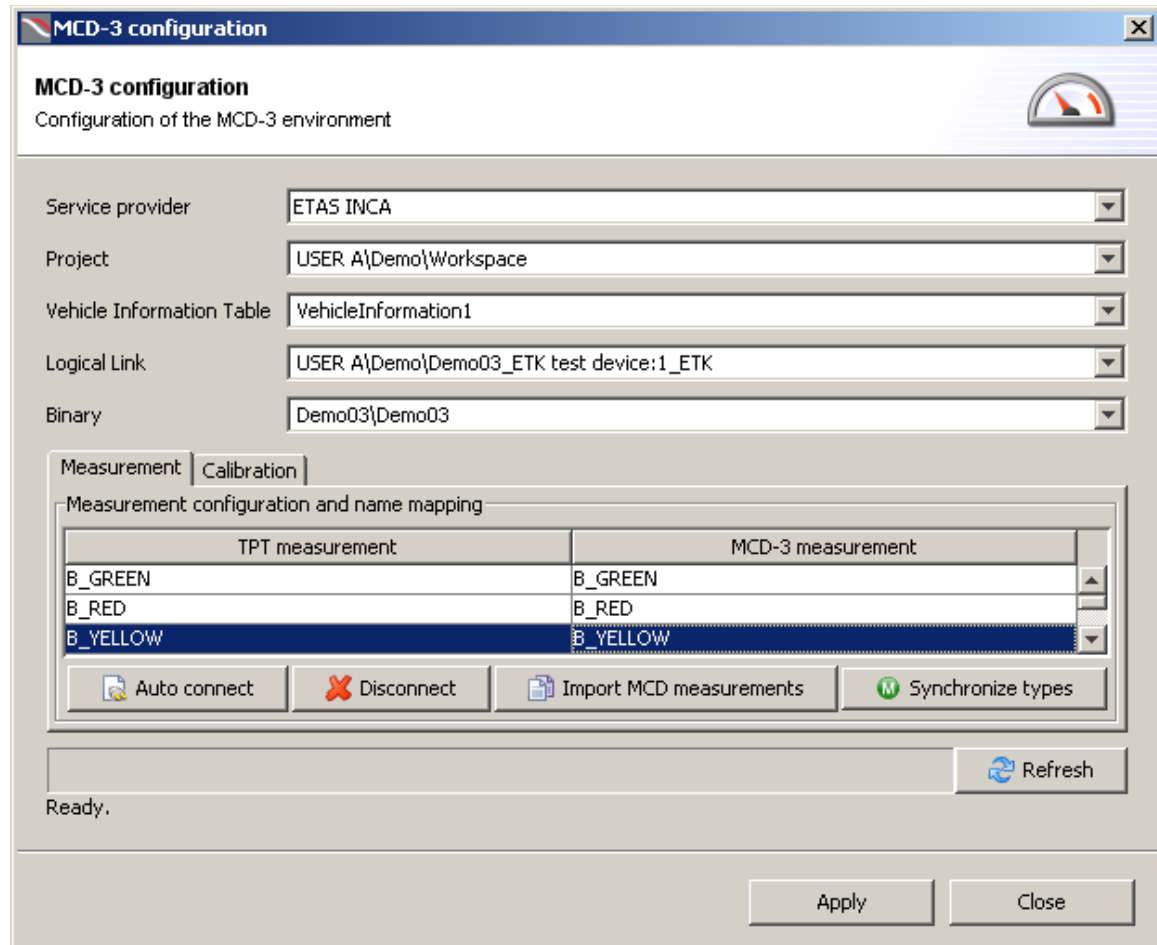 MCD-3 configuration
MCD-3 configuration
Configuration of the MCD-3 environment
Service provider ETAS INCA
Project USER A\Demo\Workspace
Vehicle Information Table VehicleInformation1
Logical Link USER A\Demo\Demo03_ETK test device:1_ETK
Binary Demo03\Demo03
Measurement Calibration
Measurement configuration and name mapping
TPT measurement MCD-3 measurement
B_GREEN B_GREEN
B_RED B_RED
B_YELLOW B_YELLOW
Auto connect Disconnect Import MCD measurements M Synchronize types
Refresh
Ready.
Apply Close